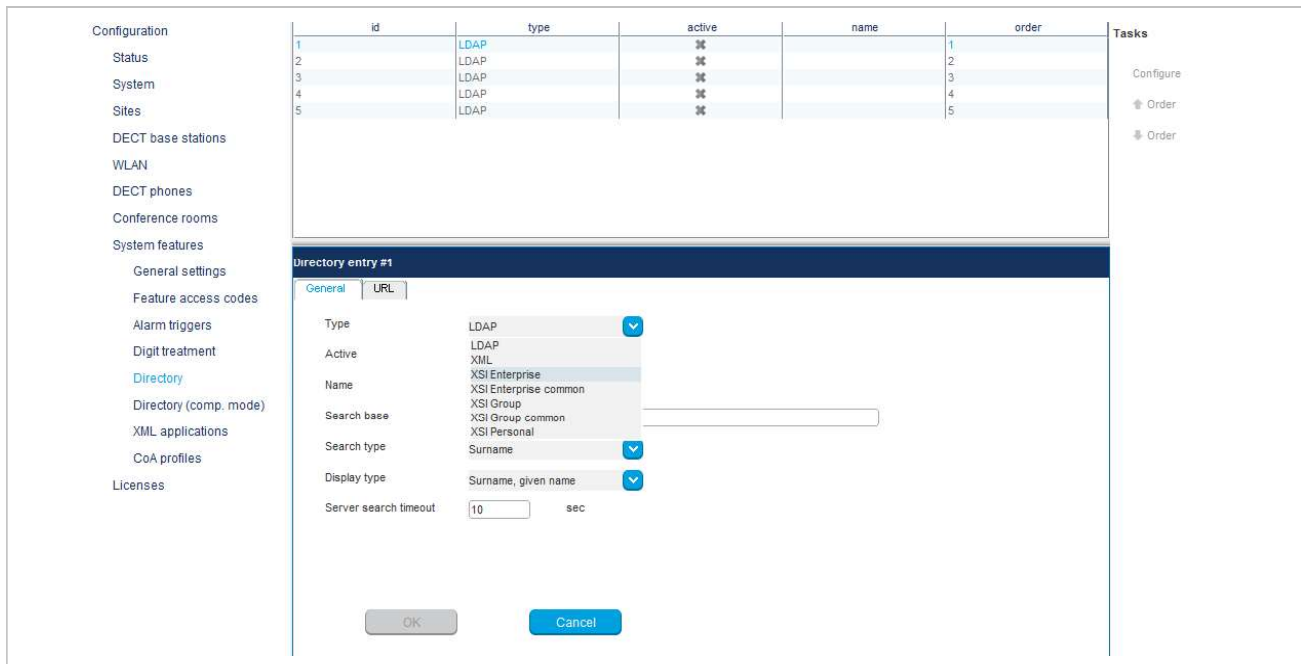 Configuration
Status
System
Sites
DECT base stations
WLAN
DECT phones
Conference rooms
System features
General settings
Feature access codes
Alarm triggers
Digit treatment
Directory
Directory (comp. mode)
XML applications
CoA profiles
Licenses
id type active name order
1 LDAP 1
2 LDAP 2
3 LDAP 3
4 LDAP 4
5 LDAP 5
Tasks
Configure
Order
Order
Directory entry #1
General URL
Type LDAP
LDAP
XML
XSI Enterprise
XSI Enterprise common
XSI Group
XSI Group common
XSI Personal
Active
Name
Search base
Search type Surname
Display type Surname, given name
Server search timeout 10 sec
OK Cancel